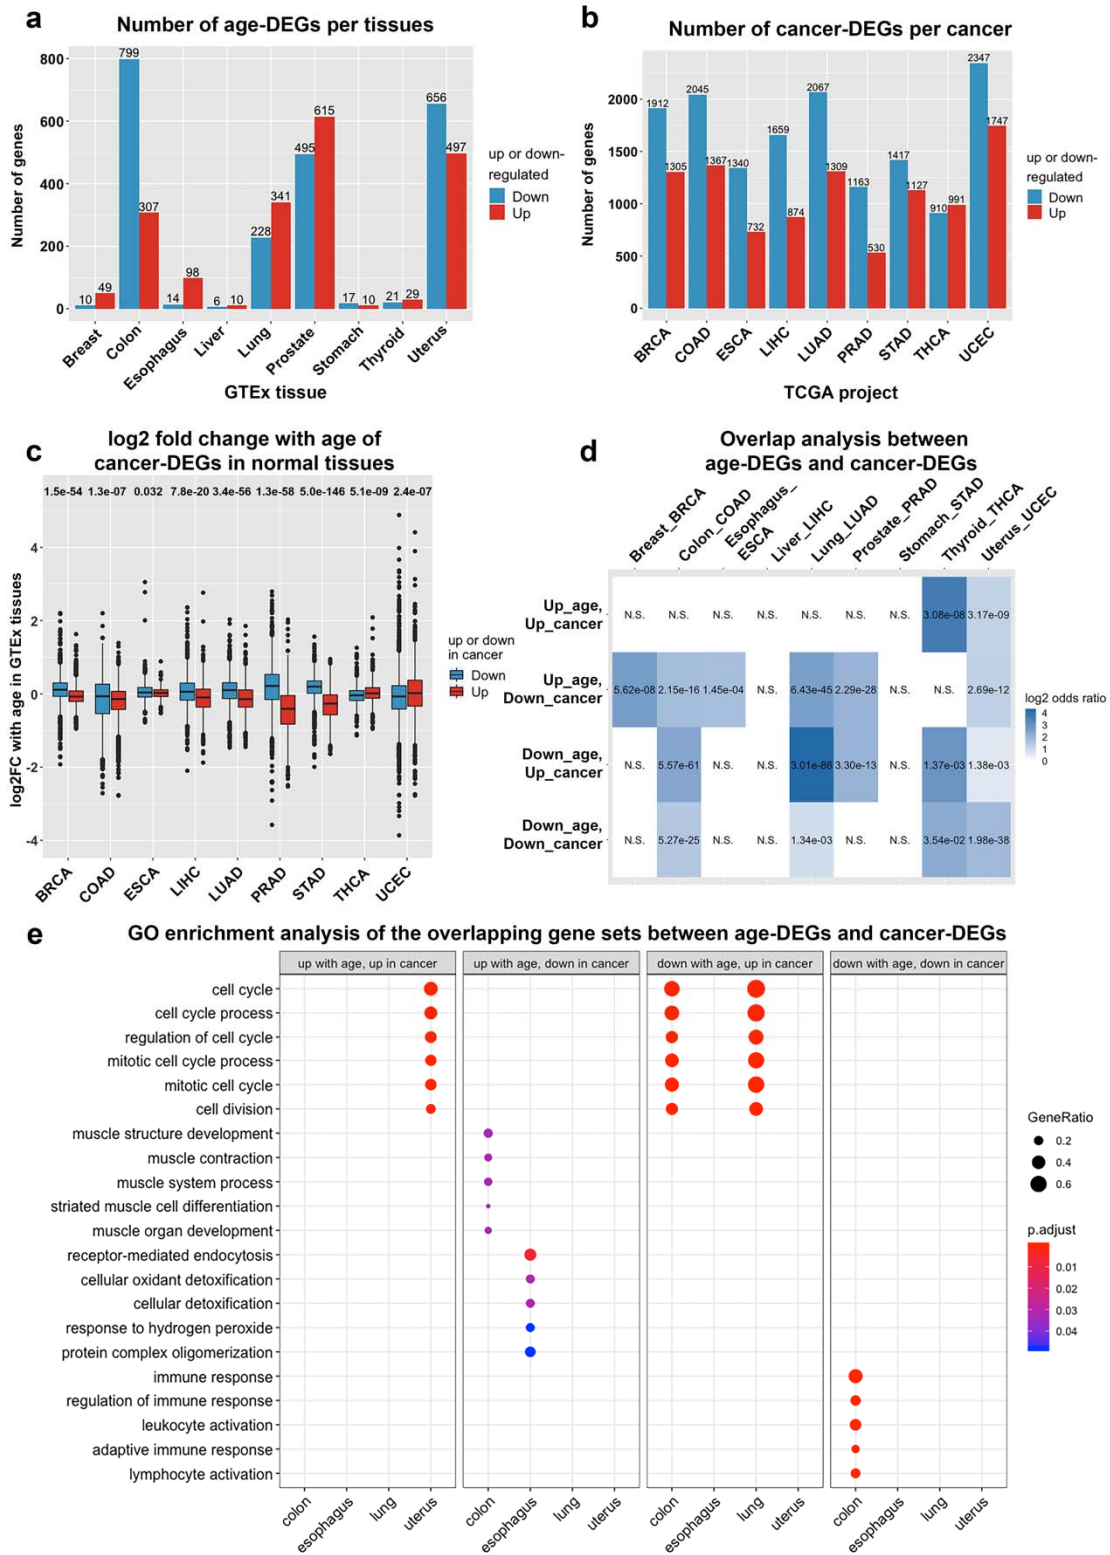 a
Number of age-DEGs per tissues
Number of genes
800
600
400
200
0
799
307
10
49
14
98
6
10
228
341
495
615
17
10
21
29
656
497
Breast
Colon
Esophagus
Liver
Lung
Prostate
Stomach
Thyroid
Uterus
GTEx tissue
up or down-
regulated
Down
Up
b
Number of cancer-DEGs per cancer
Number of genes
2000
1500
1000
500
0
1912
1305
2045
1367
1340
732
1659
874
2067
1309
1163
530
1417
1127
910
991
2347
1747
BRCA
COAD
ESCA
LIHC
LUAD
PRAD
STAD
THCA
UCEC
TCGA project
up or down-
regulated
Down
Up
c
log2 fold change with age of
cancer-DEGs in normal tissues
1.5e-54 1.3e-07 0.032 7.8e-20 3.4e-56 1.3e-58 5.0e-146 5.1e-09 2.4e-07
log2FC with age in GTEx tissues
4
2
0
-2
-4
BRCA
COAD
ESCA
LIHC
LUAD
PRAD
STAD
THCA
UCEC
up or down
in cancer
Down
Up
d
Overlap analysis between
age-DEGs and cancer-DEGs
Breast_BRCA
Colon_COAD
Esophagus_
ESCA
Liver_LIHC
Lung_LUAD
Prostate_PRAD
Stomach_STAD
Thyroid_THCA
Uterus_UCEC
Up_age,
Up_cancer
N.S. N.S. N.S. N.S. N.S. N.S. N.S. 3.08e-08 3.17e-09
Up_age,
Down_cancer
5.62e-08 2.15e-16 1.45e-04 N.S. 6.43e-45 2.29e-28 N.S. N.S. 2.69e-12
Down_age,
Up_cancer
N.S. 5.57e-61 N.S. N.S. 3.01e-86 3.30e-13 N.S. 1.37e-03 1.38e-03
Down_age,
Down_cancer
N.S. 5.27e-25 N.S. N.S. 1.34e-03 N.S. N.S. 3.54e-02 1.98e-38
log2 odds ratio
4
3
2
1
0
e
GO enrichment analysis of the overlapping gene sets between age-DEGs and cancer-DEGs
up with age, up in cancer
up with age, down in cancer
down with age, up in cancer
down with age, down in cancer
cell cycle
cell cycle process
regulation of cell cycle
mitotic cell cycle process
mitotic cell cycle
cell division
muscle structure development
muscle contraction
muscle system process
striated muscle cell differentiation
muscle organ development
receptor-mediated endocytosis
cellular oxidant detoxification
cellular detoxification
response to hydrogen peroxide
protein complex oligomerization
immune response
regulation of immune response
leukocyte activation
adaptive immune response
lymphocyte activation
colon
esophagus
lung
uterus
colon
esophagus
lung
uterus
colon
esophagus
lung
uterus
colon
esophagus
lung
uterus
GeneRatio
0.2
0.4
0.6
p.adjust
0.01
0.02
0.03
0.04